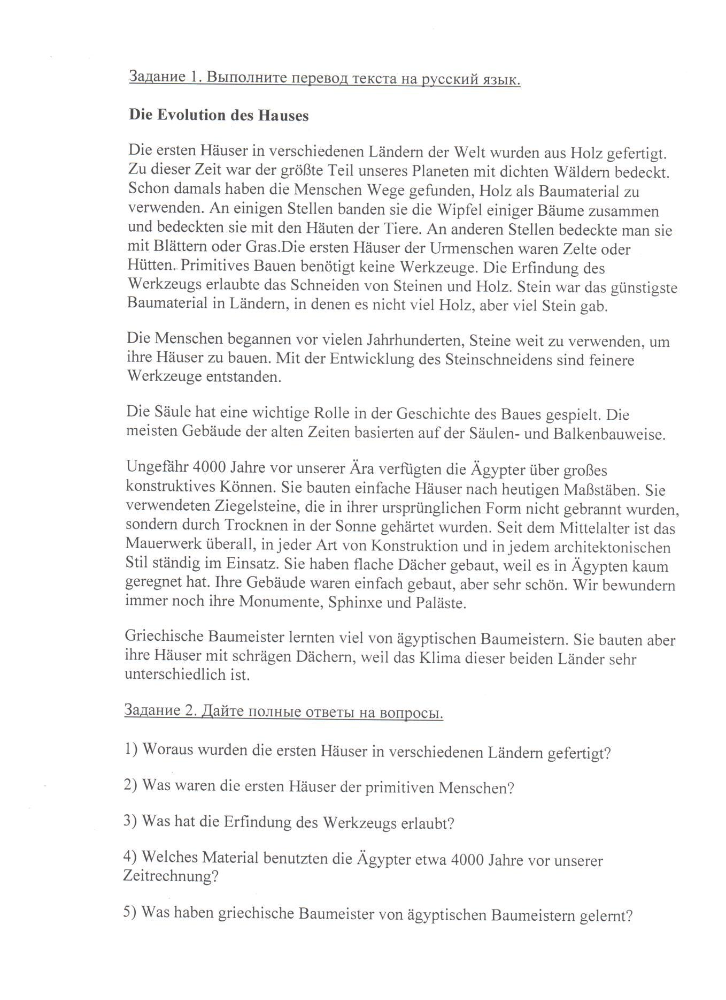 Задание 1. Выполните перевод текста на русский язык.
Die Evolution des Hauses
Die ersten Häuser in verschiedenen Ländern der Welt wurden aus Holz gefertigt.
Zu dieser Zeit war der größte Teil unseres Planeten mit dichten Wäldern bedeckt.
Schon damals haben die Menschen Wege gefunden, Holz als Baumaterial zu
verwenden. An einigen Stellen banden sie die Wipfel einiger Bäume zusammen
und bedeckten sie mit den Häuten der Tiere. An anderen Stellen bedeckte man sie
mit Blättern oder Gras.Die ersten Häuser der Urmenschen waren Zelte oder
Hütten. Primitives Bauen benötigt keine Werkzeuge. Die Erfindung des
Werkzeugs erlaubte das Schneiden von Steinen und Holz. Stein war das günstigste
Baumaterial in Ländern, in denen es nicht viel Holz, aber viel Stein gab.
Die Menschen begannen vor vielen Jahrhunderten, Steine weit zu verwenden, um
ihre Häuser zu bauen. Mit der Entwicklung des Steinschneidens sind feinere
Werkzeuge entstanden.
Die Säule hat eine wichtige Rolle in der Geschichte des Baues gespielt. Die
meisten Gebäude der alten Zeiten basierten auf der Säulen- und Balkenbauweise.
Ungefähr 4000 Jahre vor unserer Ära verfügten die Ägypter über großes
konstruktives Können. Sie bauten einfache Häuser nach heutigen Maßstäben. Sie
verwendeten Ziegelsteine, die in ihrer ursprünglichen Form nicht gebrannt wurden,
sondern durch Trocknen in der Sonne gehärtet wurden. Seit dem Mittelalter ist das
Mauerwerk überall, in jeder Art von Konstruktion und in jedem architektonischen
Stil ständig im Einsatz. Sie haben flache Dächer gebaut, weil es in Ägypten kaum
geregnet hat. Ihre Gebäude waren einfach gebaut, aber sehr schön. Wir bewundern
immer noch ihre Monumente, Sphinxe und Paläste.
Griechische Baumeister lernten viel von ägyptischen Baumeistern. Sie bauten aber
ihre Häuser mit schrägen Dächern, weil das Klima dieser beiden Länder sehr
unterschiedlich ist.
Задание 2. Дайте полные ответы на вопросы.
1) Woraus wurden die ersten Häuser in verschiedenen Ländern gefertigt?
2) Was waren die ersten Häuser der primitiven Menschen?
3) Was hat die Erfindung des Werkzeugs erlaubt?
4) Welches Material benutzten die Ägypter etwa 4000 Jahre vor unserer
Zeitrechnung?
5) Was haben griechische Baumeister von ägyptischen Baumeistern gelernt?